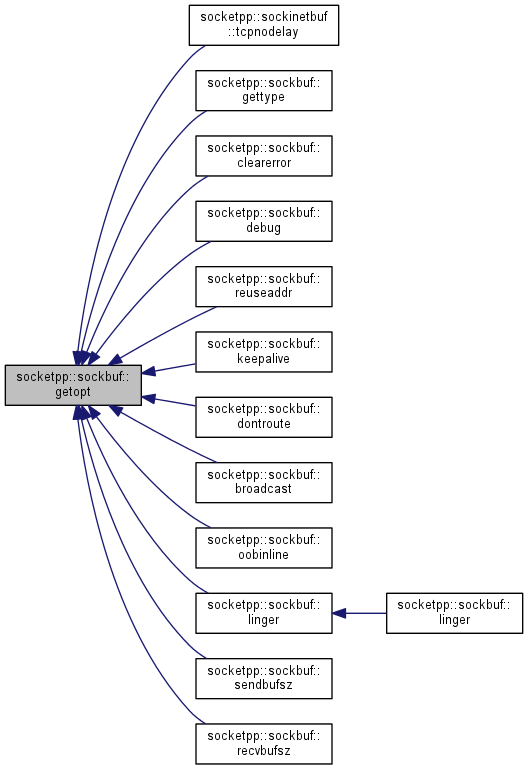 socketpp::sockinetbuf
::tcpnodelay
socketpp::sockbuf::
gettype
socketpp::sockbuf::
clearerror
socketpp::sockbuf::
debug
socketpp::sockbuf::
reuseaddr
socketpp::sockbuf::
keepalive
socketpp::sockbuf::
getopt
socketpp::sockbuf::
dontroute
socketpp::sockbuf::
broadcast
socketpp::sockbuf::
oobinline
socketpp::sockbuf::
linger
socketpp::sockbuf::
linger
socketpp::sockbuf::
sendbufsz
socketpp::sockbuf::
recvbufsz